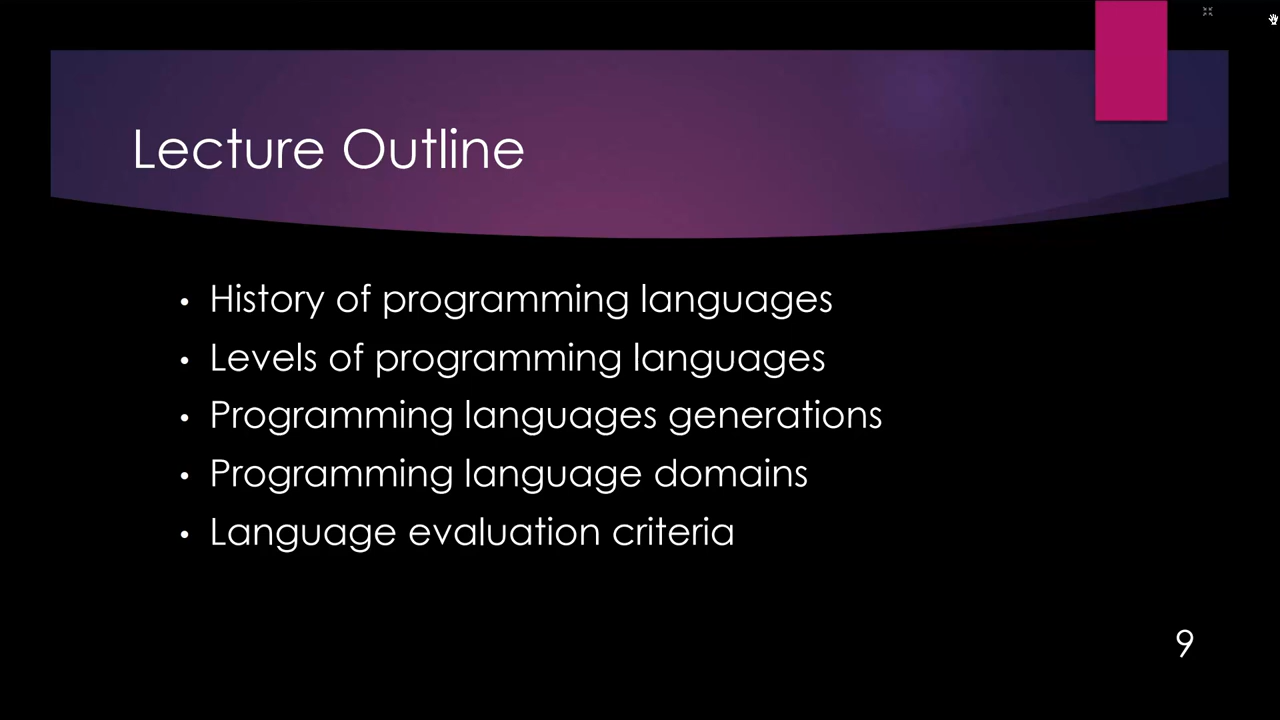 Lecture Outline
• History of programming languages
• Levels of programming languages
• Programming languages generations
• Programming language domains
• Language evaluation criteria
9